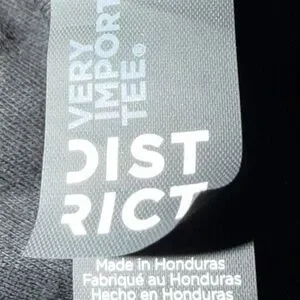 VERY
IMPORT
TEE®
DIST
RICT
Made in Honduras
Fabriqué au Honduras
Hecho en Honduras